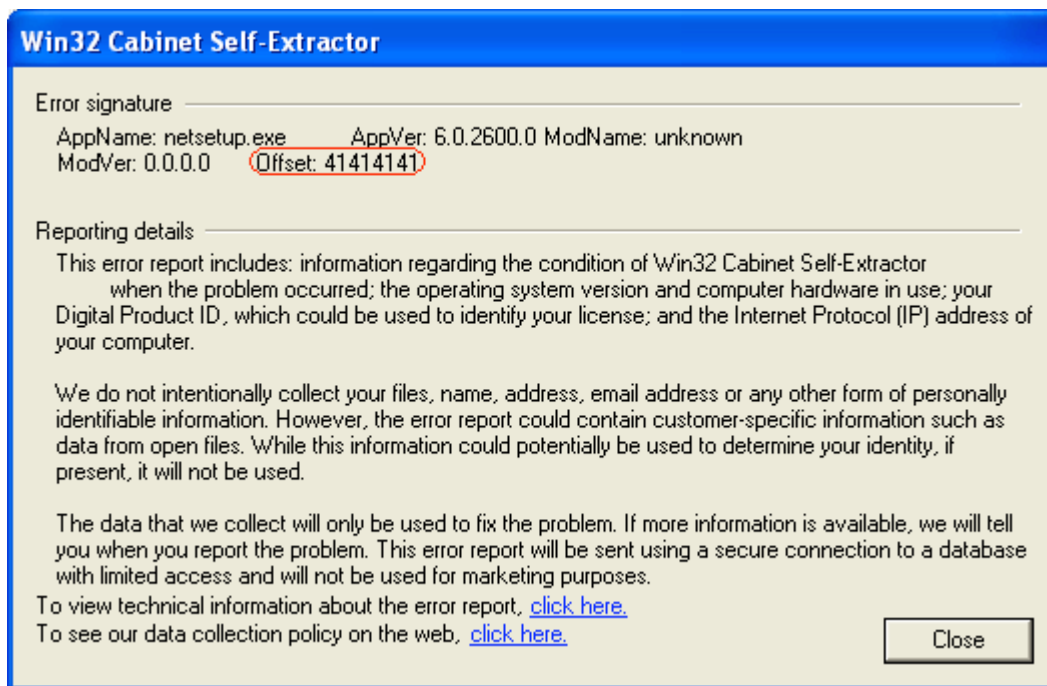 Win32 Cabinet Self-Extractor
Error signature
AppName: netsetup.exe AppVer: 6.0.2600.0 ModName: unknown
ModVer: 0.0.0.0 Offset: 41414141
Reporting details
This error report includes: information regarding the condition of Win32 Cabinet Self-Extractor
when the problem occurred; the operating system version and computer hardware in use; your
Digital Product ID, which could be used to identify your license; and the Internet Protocol (IP) address of
your computer.
We do not intentionally collect your files, name, address, email address or any other form of personally
identifiable information. However, the error report could contain customer-specific information such as
data from open files. While this information could potentially be used to determine your identity, if
present, it will not be used.
The data that we collect will only be used to fix the problem. If more information is available, we will tell
you when you report the problem. This error report will be sent using a secure connection to a database
with limited access and will not be used for marketing purposes.
To view technical information about the error report, click here.
To see our data collection policy on the web, click here.
Close